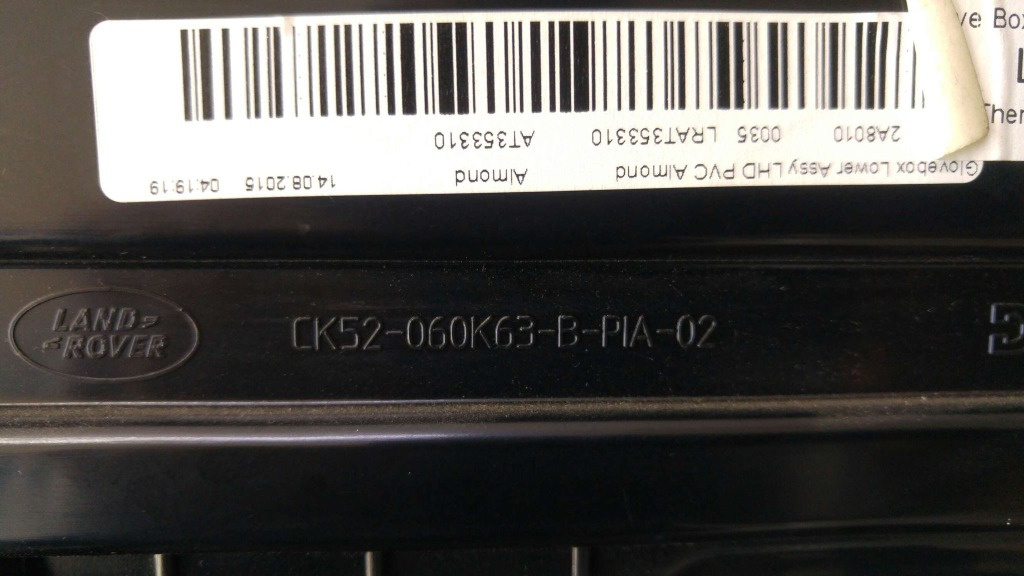 Glovebox Lower Assy LHD PVC Almond Almond 14.08.2015 04:19:19
2A8010 0035 LRAT353310 AT353310
LAND
ROVER
CK52-060K63-B-PIA-02